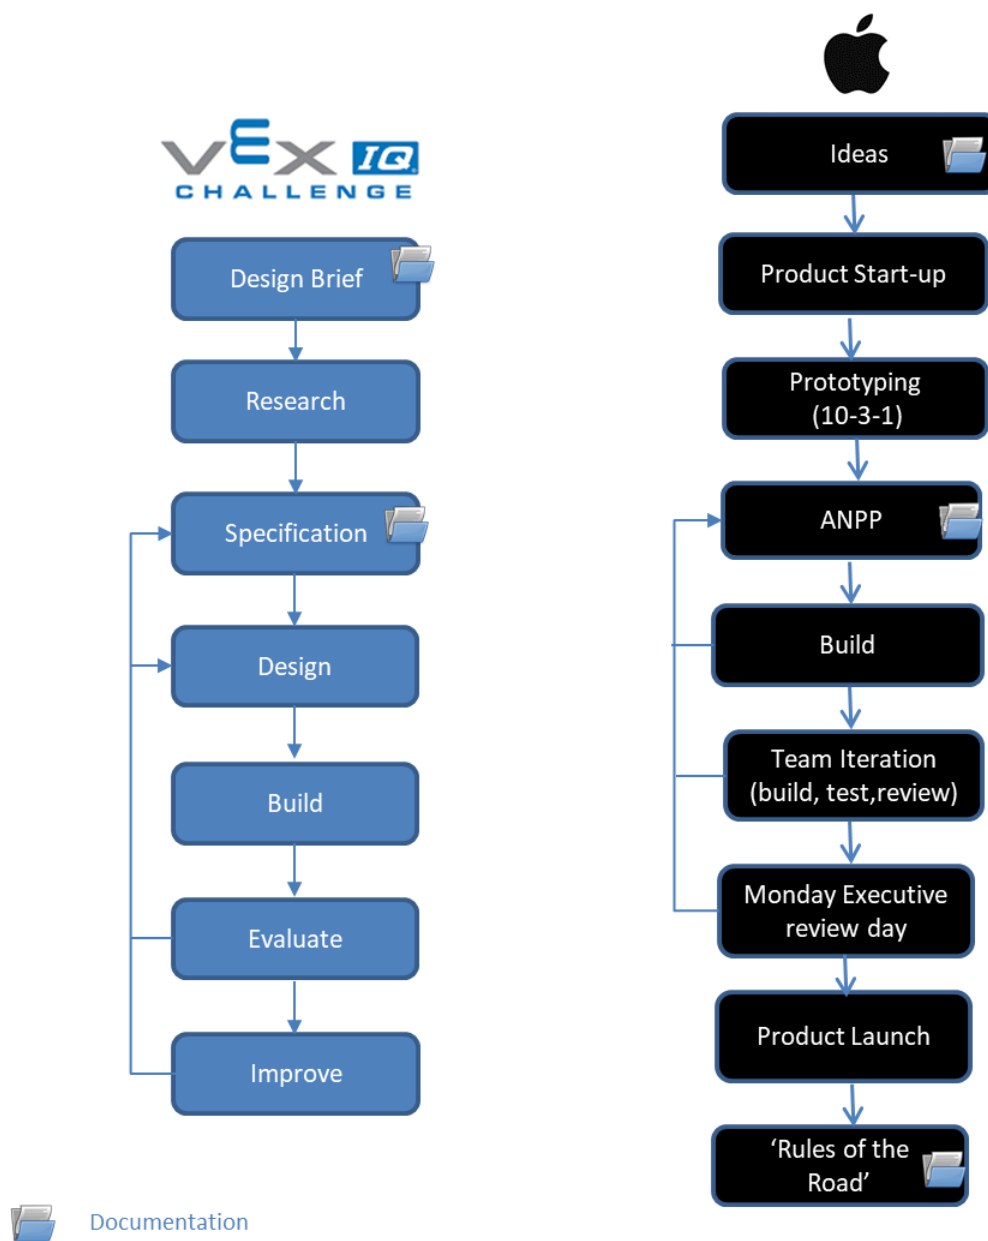 VEX IQ
CHALLENGE
Design Brief
Research
Specification
Design
Build
Evaluate
Improve
Ideas
Product Start-up
Prototyping
(10-3-1)
ANPP
Build
Team Iteration
(build, test,review)
Monday Executive
review day
Product Launch
‘Rules of the
Road’
Documentation